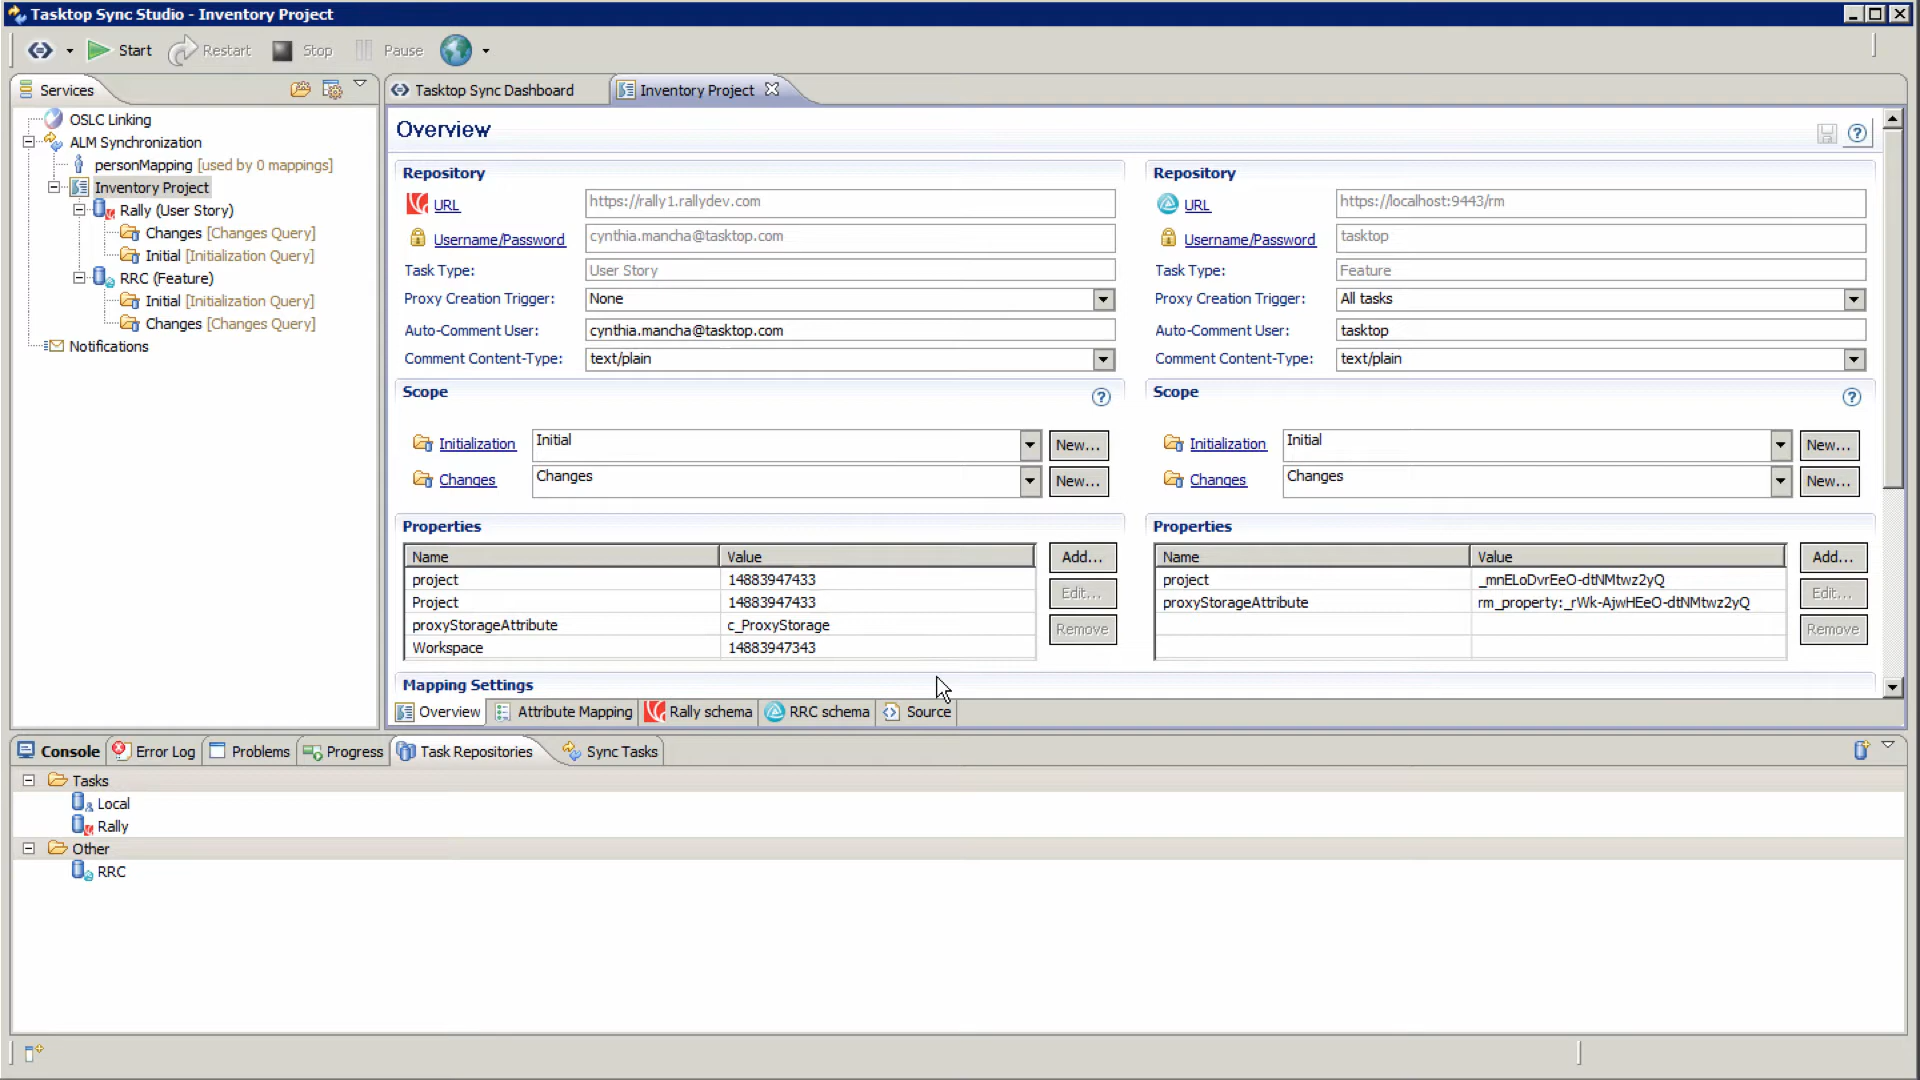 Tasktop Sync Studio - Inventory Project
Start Restart Stop Pause
Services
OSLC Linking
ALM Synchronization
personMapping [used by 0 mappings]
Inventory Project
Rally (User Story)
Changes [Changes Query]
Initial [Initialization Query]
RRC (Feature)
Initial [Initialization Query]
Changes [Changes Query]
Notifications
Tasktop Sync Dashboard Inventory Project
Overview
Repository
URL https://rally1.rallydev.com
Username/Password cynthia.mancha@tasktop.com
Task Type: User Story
Proxy Creation Trigger: None
Auto-Comment User: cynthia.mancha@tasktop.com
Comment Content-Type: text/plain
Scope
Initialization Initial New...
Changes Changes New...
Properties
Name Value Add...
project 14883947433
Project 14883947433 Edit...
proxyStorageAttribute c_ProxyStorage Remove
Workspace 14883947343
Mapping Settings
Repository
URL https://localhost:9443/rm
Username/Password tasktop
Task Type: Feature
Proxy Creation Trigger: All tasks
Auto-Comment User: tasktop
Comment Content-Type: text/plain
Scope
Initialization Initial New...
Changes Changes New...
Properties
Name Value Add...
project _mnELoDvrEeO-dtNMtwz2yQ
proxyStorageAttribute rm_property:_rWk-AjwHEeO-dtNMtwz2yQ Edit...
Remove
Overview Attribute Mapping Rally schema RRC schema Source
Console Error Log Problems Progress Task Repositories Sync Tasks
Tasks
Local
Rally
Other
RRC